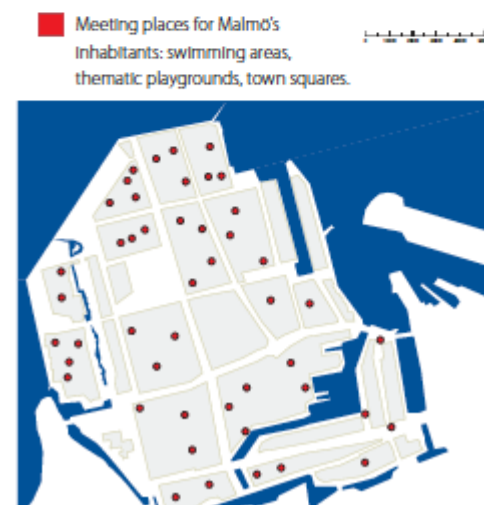 Meeting places for Malmö's
inhabitants: swimming areas,
thematic playgrounds, town squares.